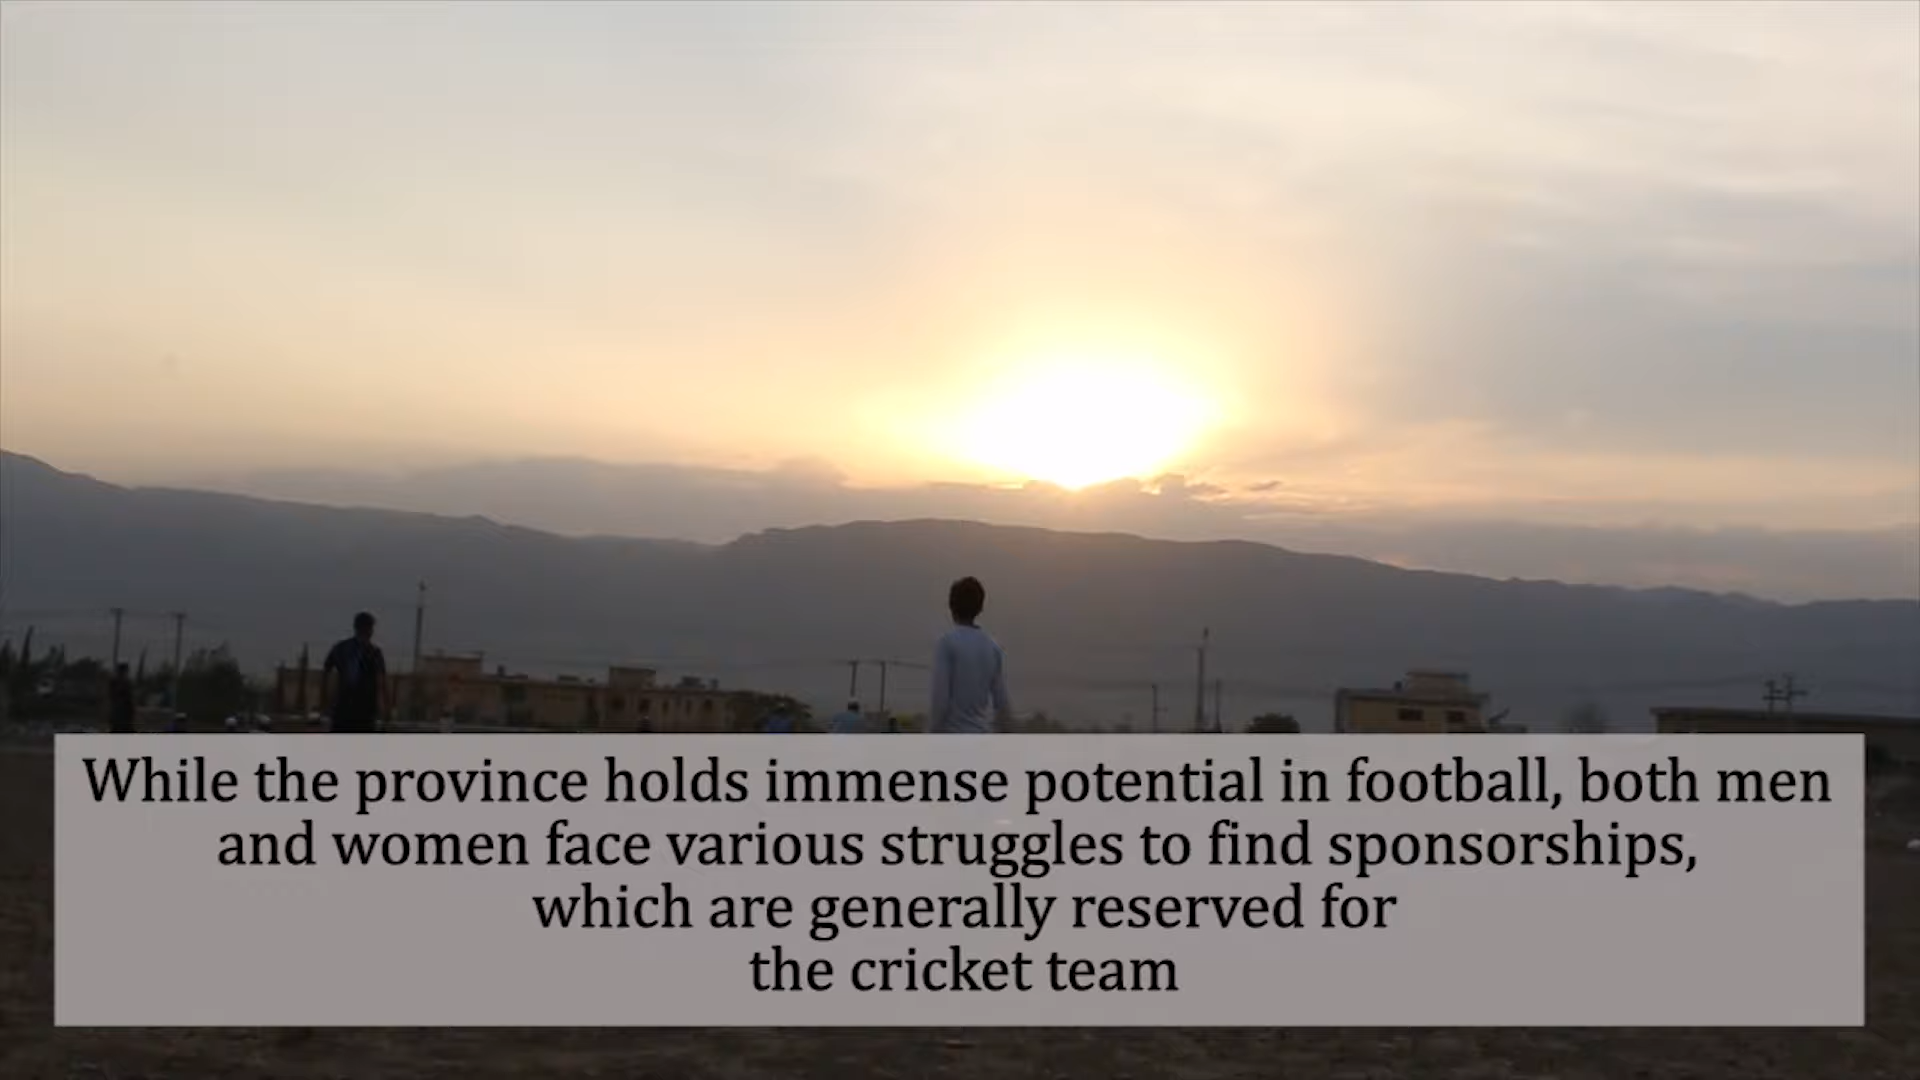 While the province holds immense potential in football, both men
and women face various struggles to find sponsorships,
which are generally reserved for
the cricket team